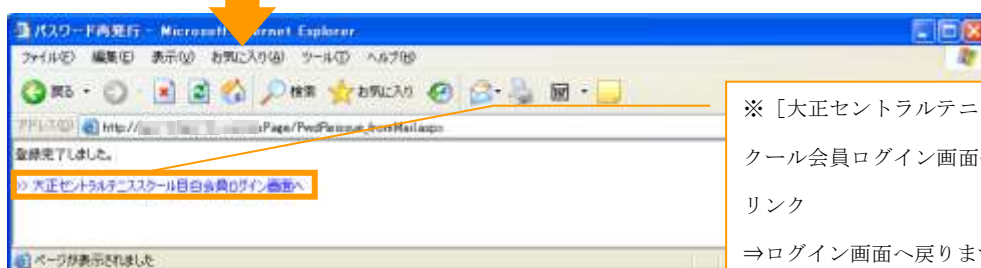 パスワード再発行 - Microsoft Internet Explorer
ファイル(F) 編集(E) 表示(V) お気に入り(A) ツール(T) ヘルプ(H)
戻る 検索 お気に入り
アドレス(D) http:// Page/PwdReissue_fromMail.aspx
登録完了しました。
>> 大正セントラルテニススクール目白会員ログイン画面へ
ページが表示されました
※［大正セントラルテニ
クール会員ログイン画面
リンク
⇒ログイン画面へ戻りま